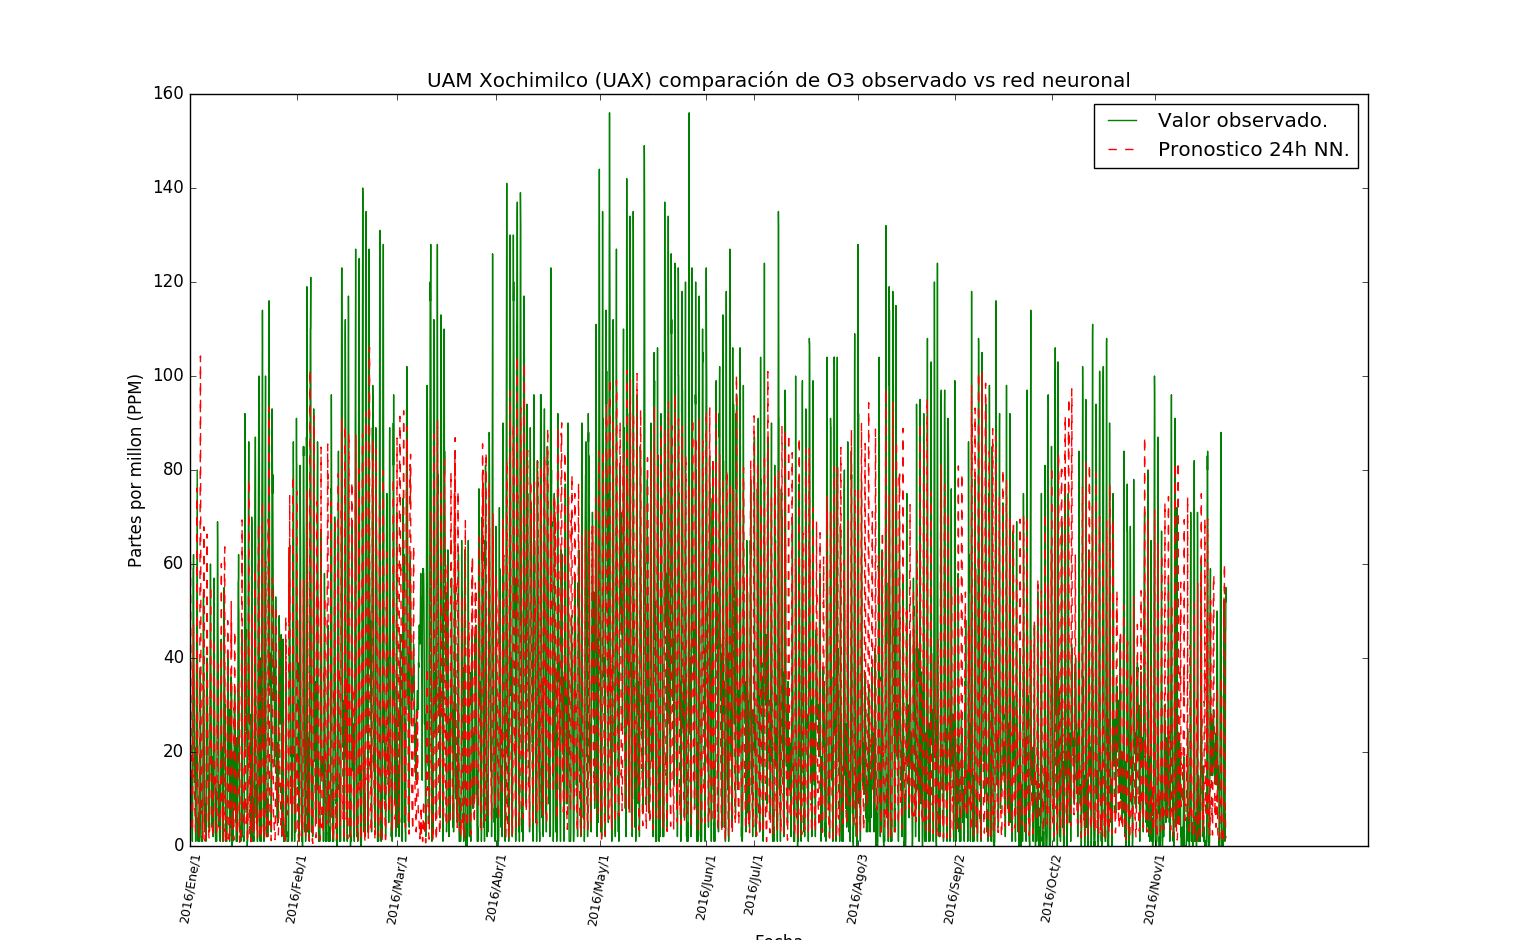 UAM Xochimilco (UAX) comparación de O3 observado vs red neuronal
Valor observado.
Pronostico 24h NN.
Partes por millon (PPM)
160
140
120
100
80
60
40
20
0
2016/Ene/1
2016/Feb/1
2016/Mar/1
2016/Abr/1
2016/May/1
2016/Jun/1
2016/Jul/1
2016/Ago/3
2016/Sep/2
2016/Oct/2
2016/Nov/1
Fecha